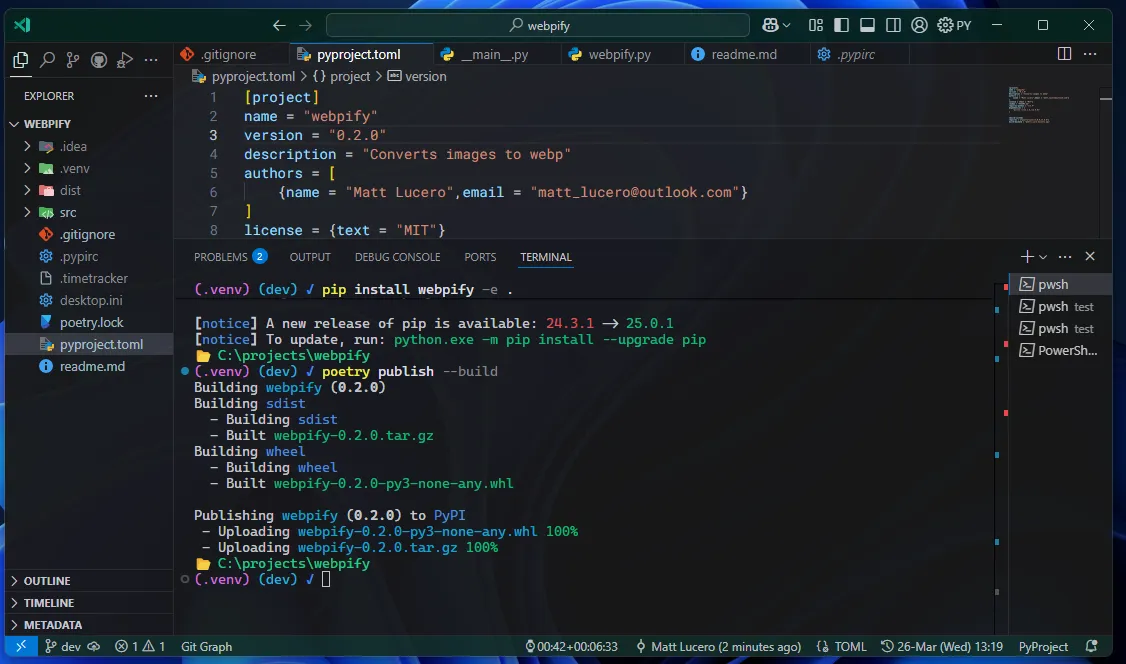 webpify
PY
.gitignore
pyproject.toml
__main__.py
webpify.py
readme.md
.pypirc
pyproject.toml > {} project > abc version
EXPLORER
WEBPIFY
.idea
.venv
dist
src
.gitignore
.pypirc
.timetracker
desktop.ini
poetry.lock
pyproject.toml
readme.md
OUTLINE
TIMELINE
METADATA
1 [project]
2 name = "webpify"
3 version = "0.2.0"
4 description = "Converts images to webp"
5 authors = [
6 {name = "Matt Lucero",email = "matt_lucero@outlook.com"}
7 ]
8 license = {text = "MIT"}
PROBLEMS 2 OUTPUT DEBUG CONSOLE PORTS TERMINAL
(.venv) (dev) ✓ pip install webpify -e .
[notice] A new release of pip is available: 24.3.1 -> 25.0.1
[notice] To update, run: python.exe -m pip install --upgrade pip
C:\projects\webpify
(.venv) (dev) ✓ poetry publish --build
Building webpify (0.2.0)
Building sdist
- Building sdist
- Built webpify-0.2.0.tar.gz
Building wheel
- Building wheel
- Built webpify-0.2.0-py3-none-any.whl
Publishing webpify (0.2.0) to PyPI
- Uploading webpify-0.2.0-py3-none-any.whl 100%
- Uploading webpify-0.2.0.tar.gz 100%
C:\projects\webpify
(.venv) (dev) ✓
pwsh
pwsh test
pwsh test
PowerSh...
dev
1 1
Git Graph
00:42+00:06:33
Matt Lucero (2 minutes ago)
TOML
26-Mar (Wed) 13:19
PyProject